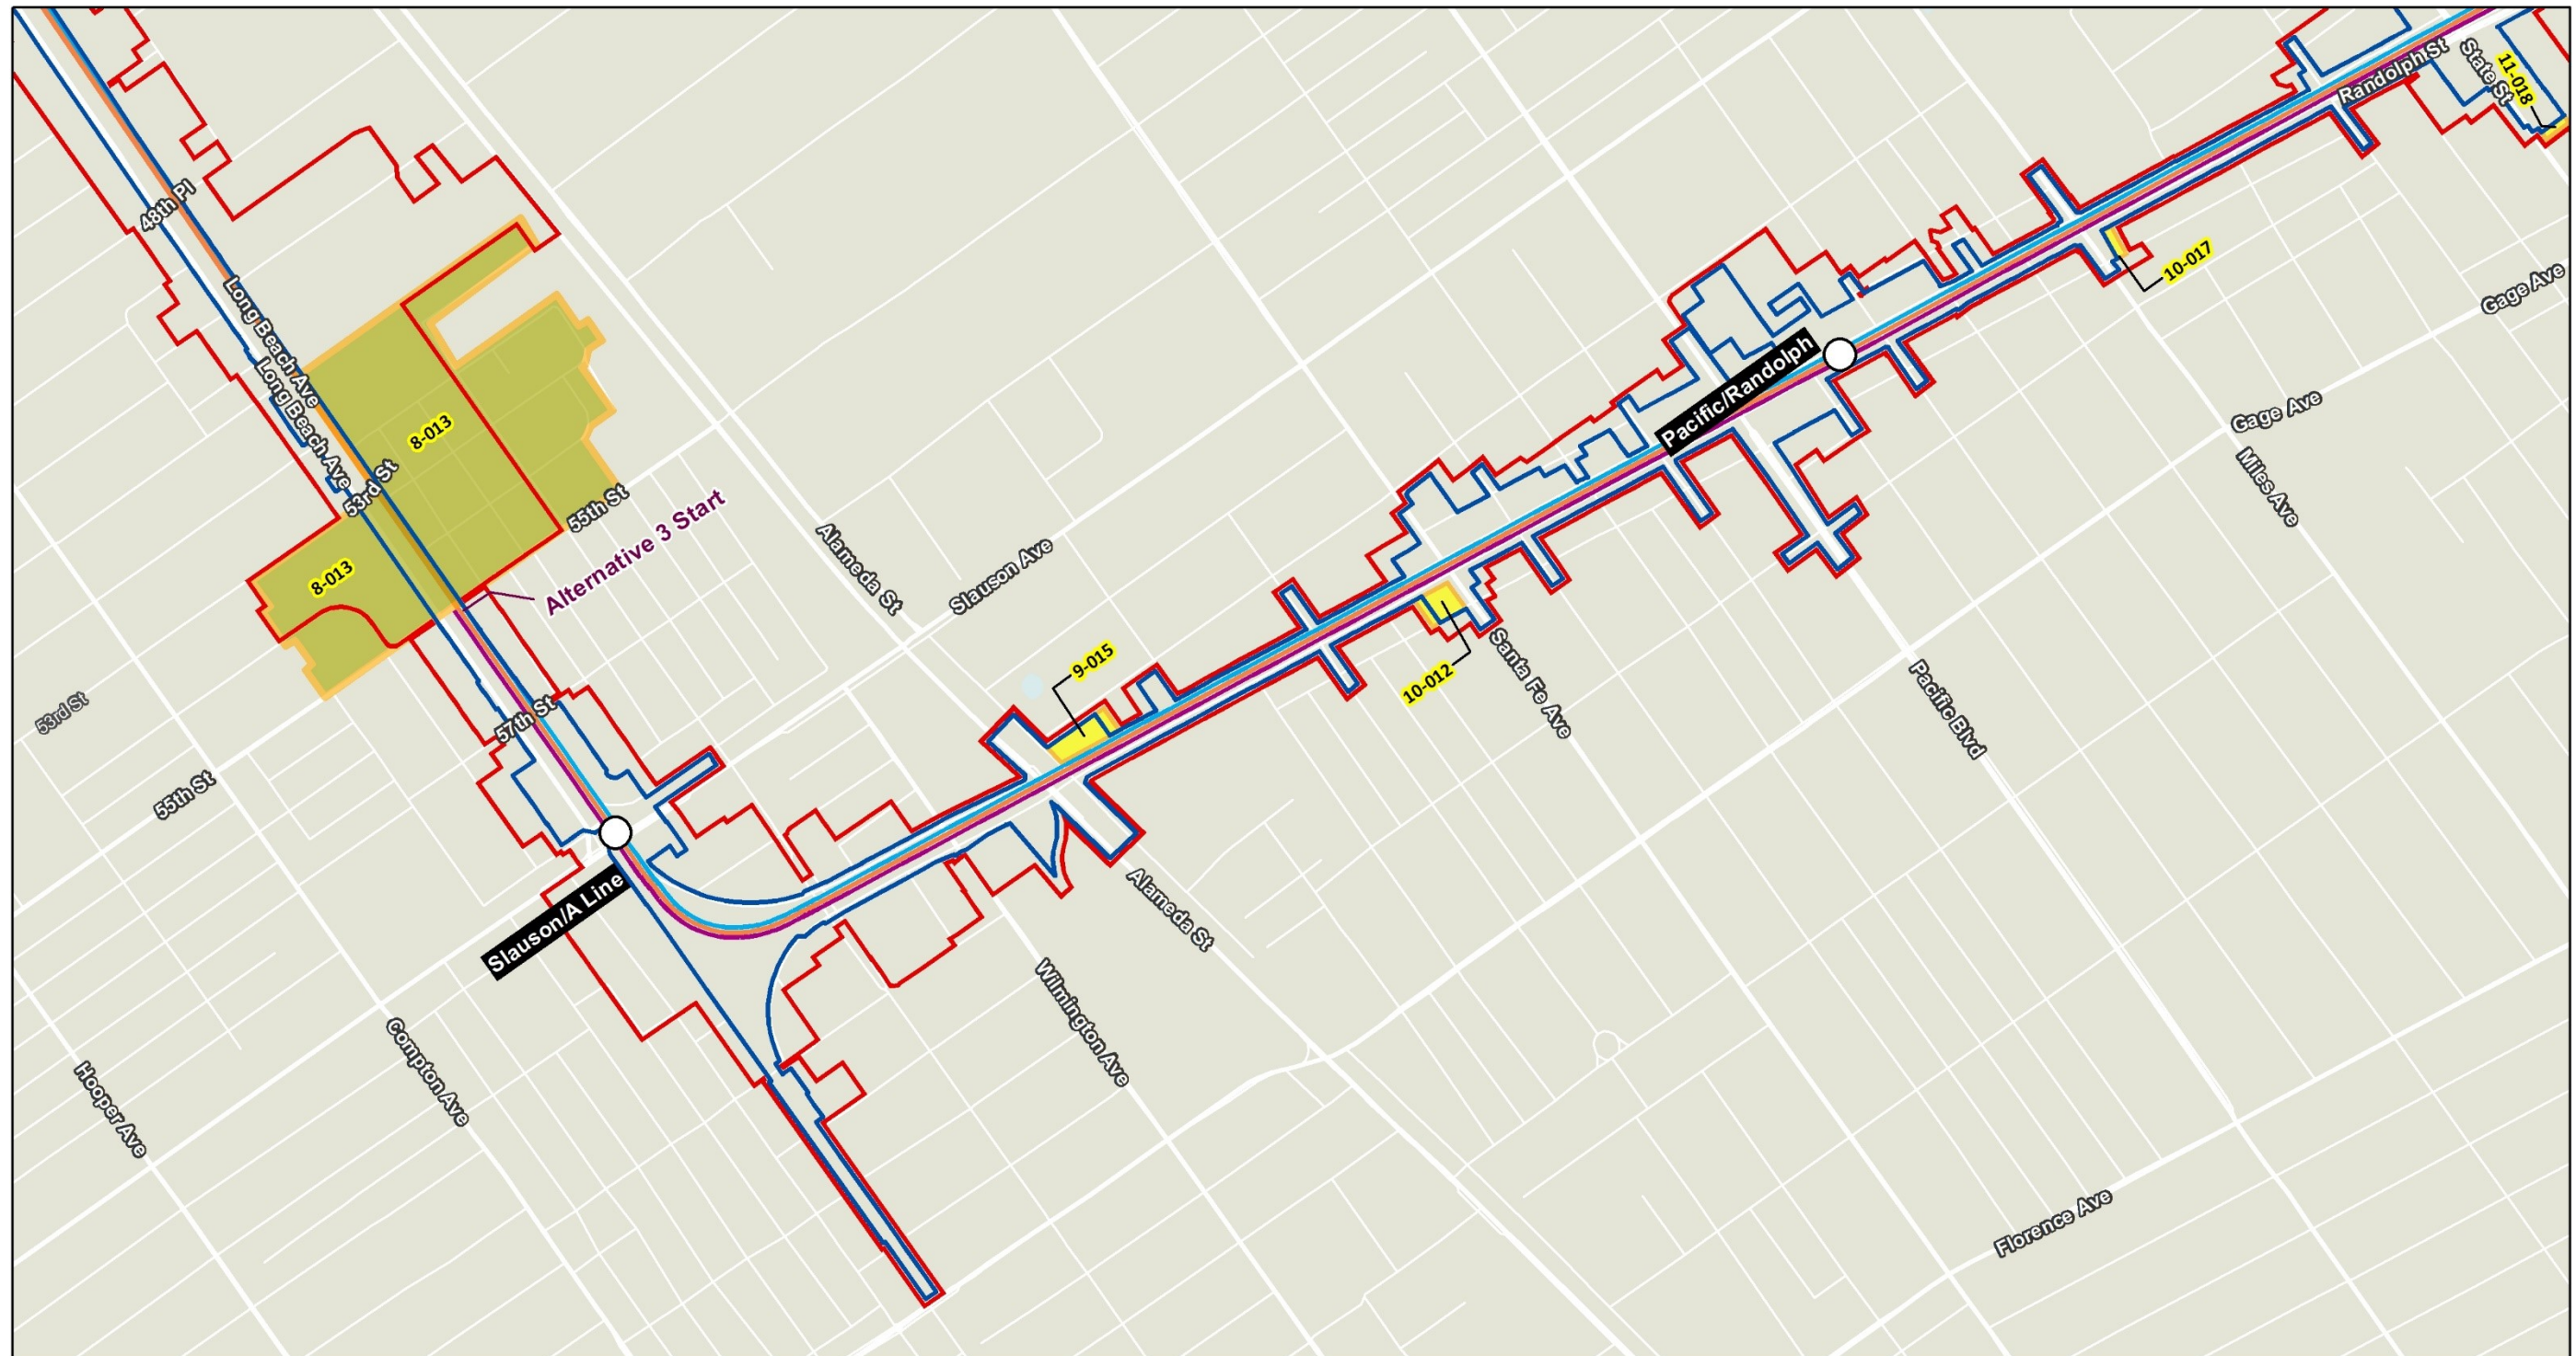 Randolph St
State St
11-018
48th Pl
10-017
Gage Ave
Long Beach Ave
Long Beach Ave
Pacific/Randolph
8-013
Gage Ave
53rd St
Miles Ave
55th St
Alternative 3 Start
8-013
Alameda St
Slauson Ave
9-015
10-012
Santa Fe Ave
53rd St
57th St
Pacific Blvd
55th St
Slauson/A Line
Alameda St
Wilmington Ave
Compton Ave
Hooper Ave
Florence Ave